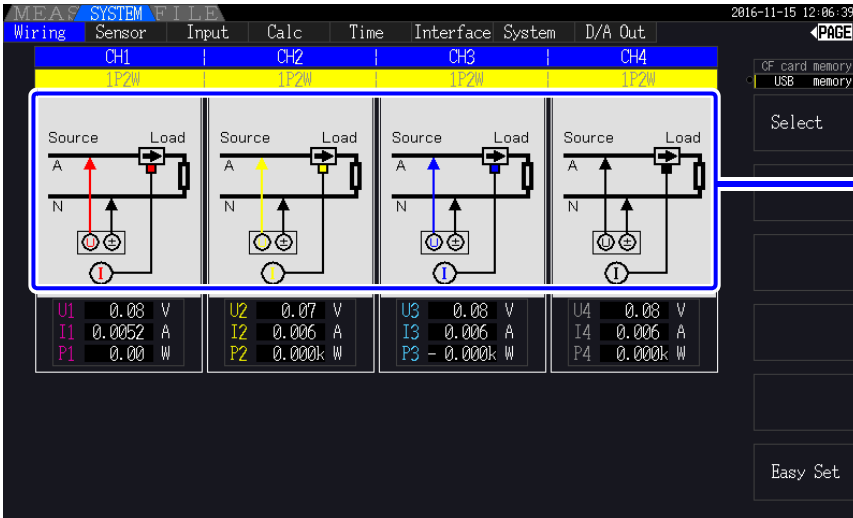 MEAS SYSTEM FILE 2016-11-15 12:06:39
Wiring Sensor Input Calc Time Interface System D/A Out PAGE
CH1 CH2 CH3 CH4
1P2W 1P2W 1P2W 1P2W
CF card memory
USB memory
Select
Source Load Source Load Source Load Source Load
A A A A
N N N N
U ± U ± U ± U ±
I I I I
U1 0.08 V U2 0.07 V U3 0.08 V U4 0.08 V
I1 0.0052 A I2 0.006 A I3 0.006 A I4 0.006 A
P1 0.00 W P2 0.000k W P3 - 0.000k W P4 0.000k W
Easy Set